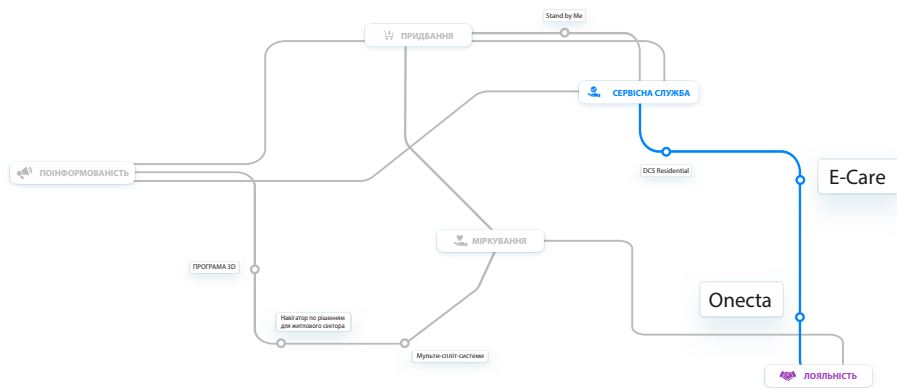 Stand by Me
ПРИДБАННЯ
СЕРВІСНА СЛУЖБА
DCS Residential
E-Care
ПОІНФОРМОВАНІСТЬ
МІРКУВАННЯ
ПРОГРАМА 3D
Onecta
Навігатор по рішенням
для житлового сектора
Мульти-спліт-системи
ЛОЯЛЬНІСТЬ